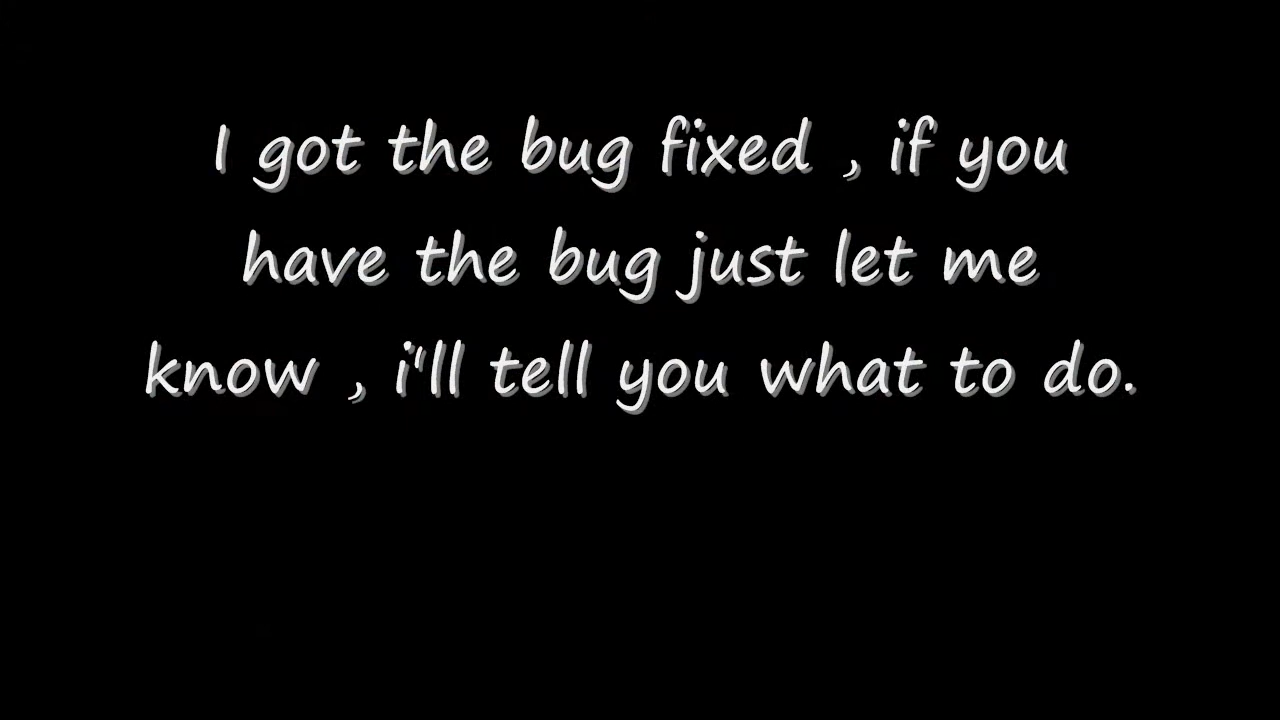 I got the bug fixed , if you
have the bug just let me
know , i'll tell you what to do.